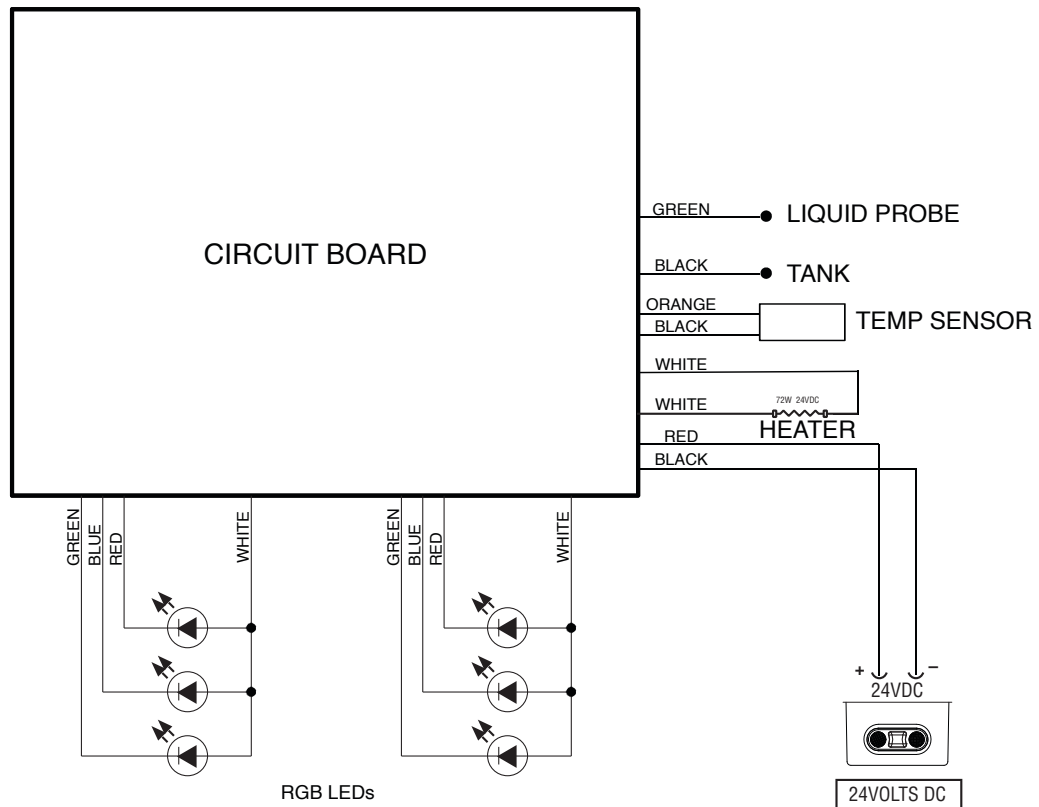 CIRCUIT BOARD
GREEN
LIQUID PROBE
BLACK
TANK
ORANGE
BLACK
TEMP SENSOR
WHITE
WHITE
72W 24VDC
HEATER
RED
BLACK
GREEN
BLUE
RED
WHITE
GREEN
BLUE
RED
WHITE
+ –
24VDC
RGB LEDs
24VOLTS DC